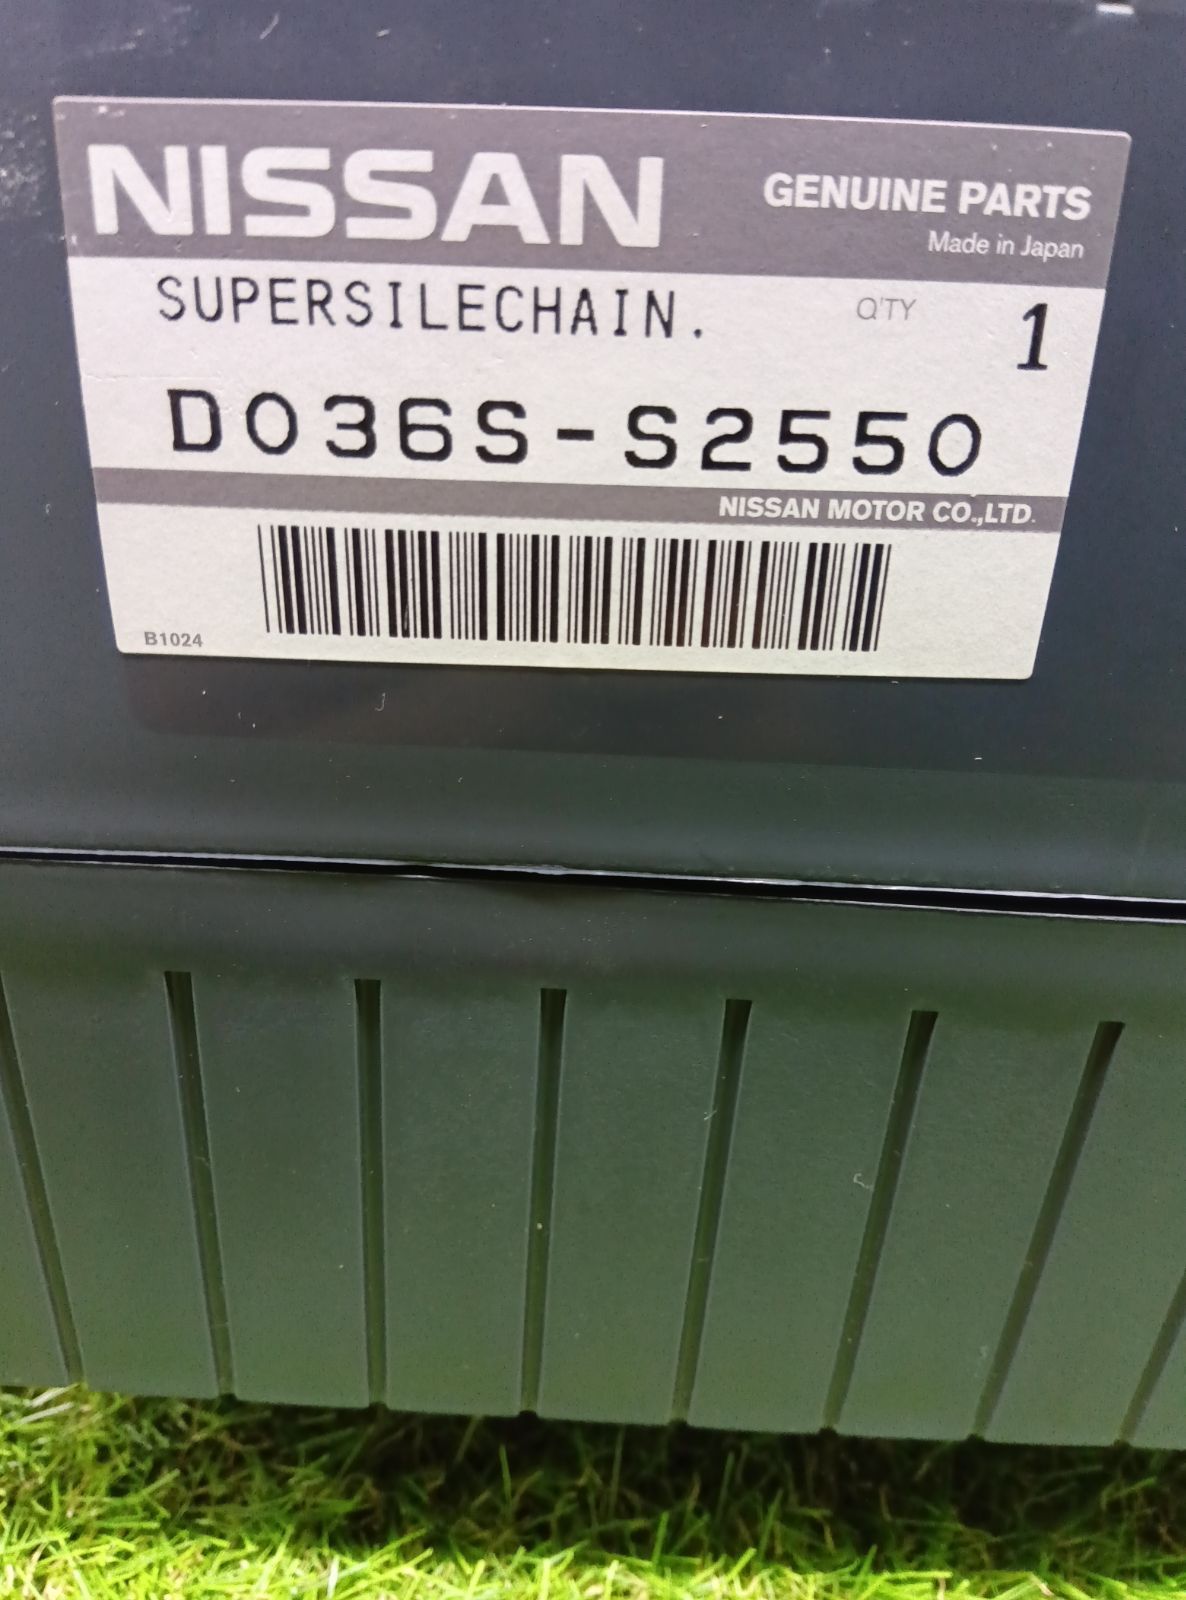 NISSAN
GENUINE PARTS
Made in Japan
SUPERSILECHAIN.
Q'TY
1
D036S-S2550
NISSAN MOTOR CO.,LTD.
B1024